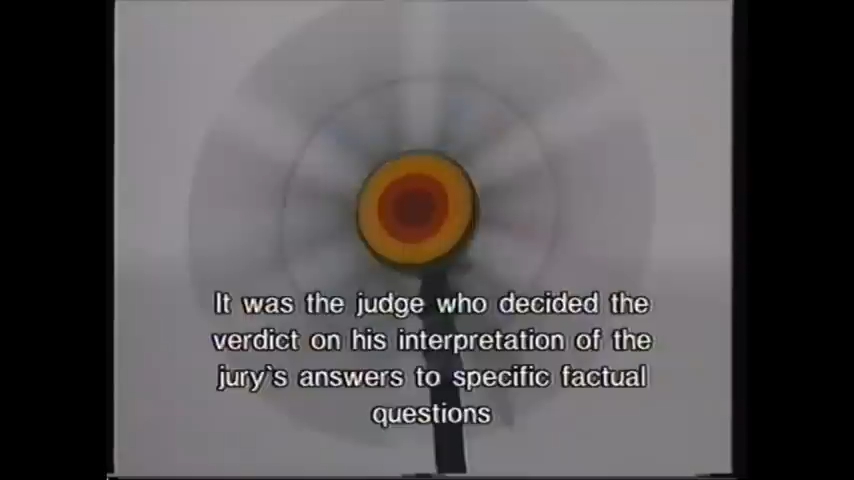 It was the judge who decided the
verdict on his interpretation of the
jury's answers to specific factual
questions